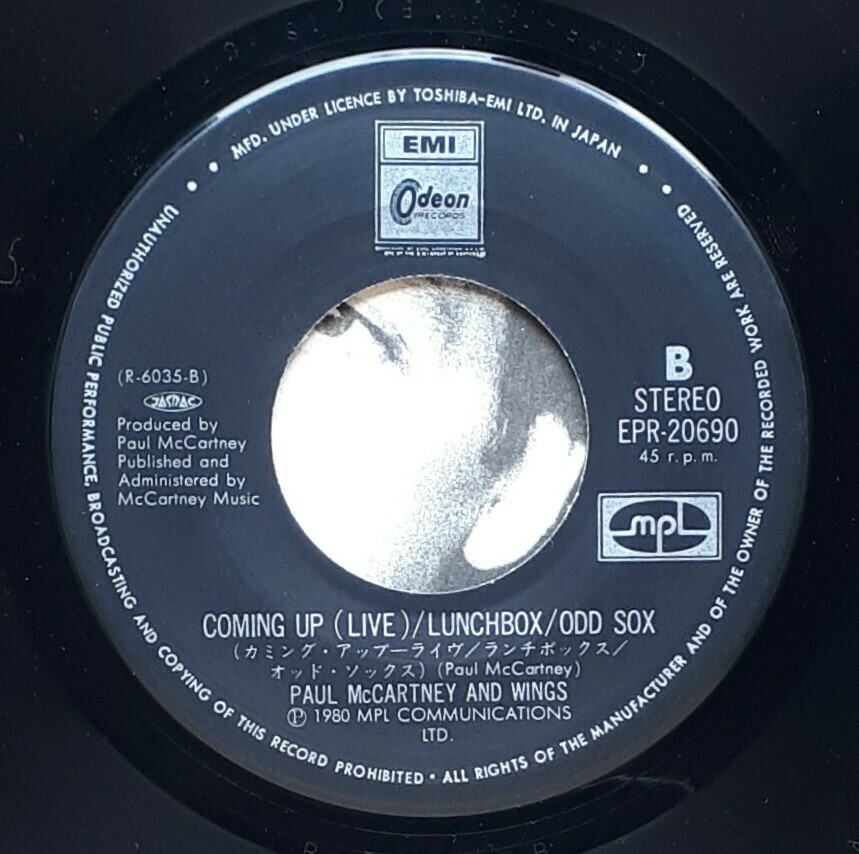 MFD. UNDER LICENCE BY TOSHIBA-EMI LTD. IN JAPAN
EMI
Odeon
RECORDS
(R-6035-B)
JASRAC
Produced by
Paul McCartney
Published and
Administered by
McCartney Music
B
STEREO
EPR-20690
45 r.p.m.
mpl
COMING UP (LIVE)/LUNCHBOX/ODD SOX
(カミング・アップーライヴ/ランチボックス/
オッド・ソックス) (Paul McCartney)
PAUL McCARTNEY AND WINGS
Ⓟ 1980 MPL COMMUNICATIONS
LTD.
UNAUTHORIZED PUBLIC PERFORMANCE, BROADCASTING AND COPYING OF THIS RECORD PROHIBITED • ALL RIGHTS OF THE MANUFACTURER AND OF THE OWNER OF THE RECORDED WORK ARE RESERVED